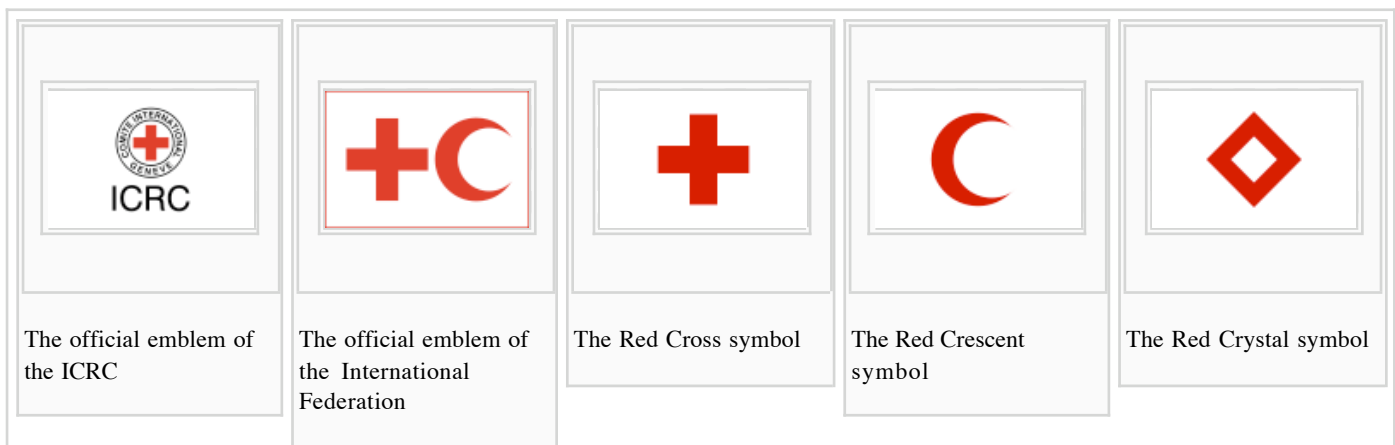 COMITE INTERNATIONAL
GENEVE
ICRC
The official emblem of
the ICRC
The official emblem of
the International
Federation
The Red Cross symbol
The Red Crescent
symbol
The Red Crystal symbol